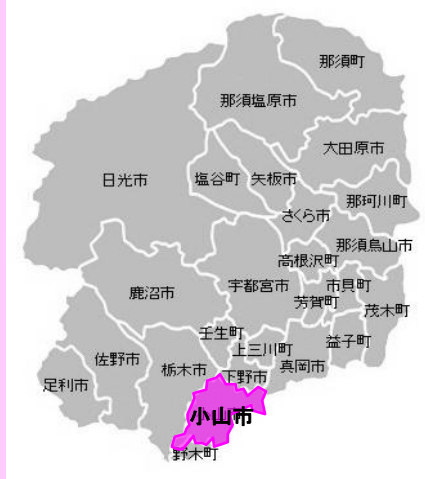 那須町
那須塩原市
大田原市
日光市
塩谷町
矢板市
那珂川町
さくら市
那須烏山市
高根沢町
宇都宮市
市貝町
鹿沼市
芳賀町
茂木町
壬生町
上三川町
益子町
佐野市
栃木市
下野市
真岡市
足利市
小山市
野木町